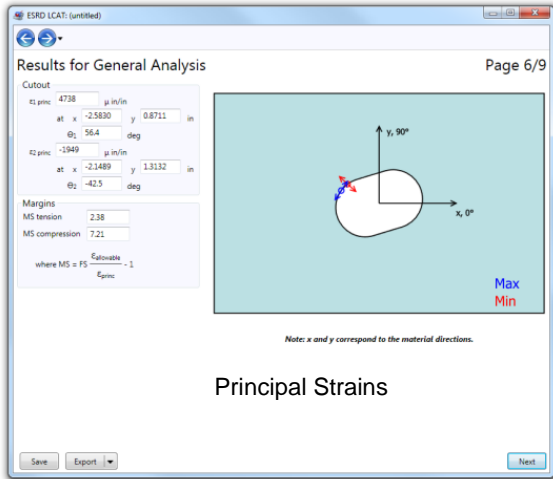 ESRD LCAT: (untitled)
Results for General Analysis
Page 6/9
Cutout
ε1 princ 4738 μ in/in
at x -2.5830 y 0.8711 in
Θ1 56.4 deg
ε2 princ -1949 μ in/in
at x -2.1489 y 1.3132 in
Θ2 -42.5 deg
Margins
MS tension 2.38
MS compression 7.21
where MS = FS εallowable / εprinc - 1
y, 90°
x, 0°
Max
Min
Note: x and y correspond to the material directions.
Principal Strains
Save Export Next